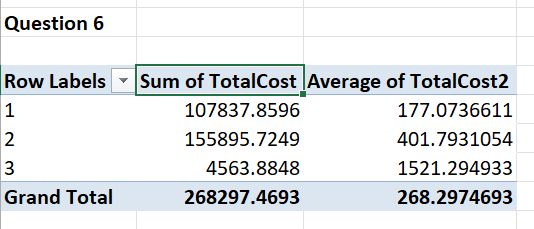 Question 6
Row Labels Sum of TotalCost Average of TotalCost2
1 107837.8596 177.0736611
2 155895.7249 401.7931054
3 4563.8848 1521.294933
Grand Total 268297.4693 268.2974693